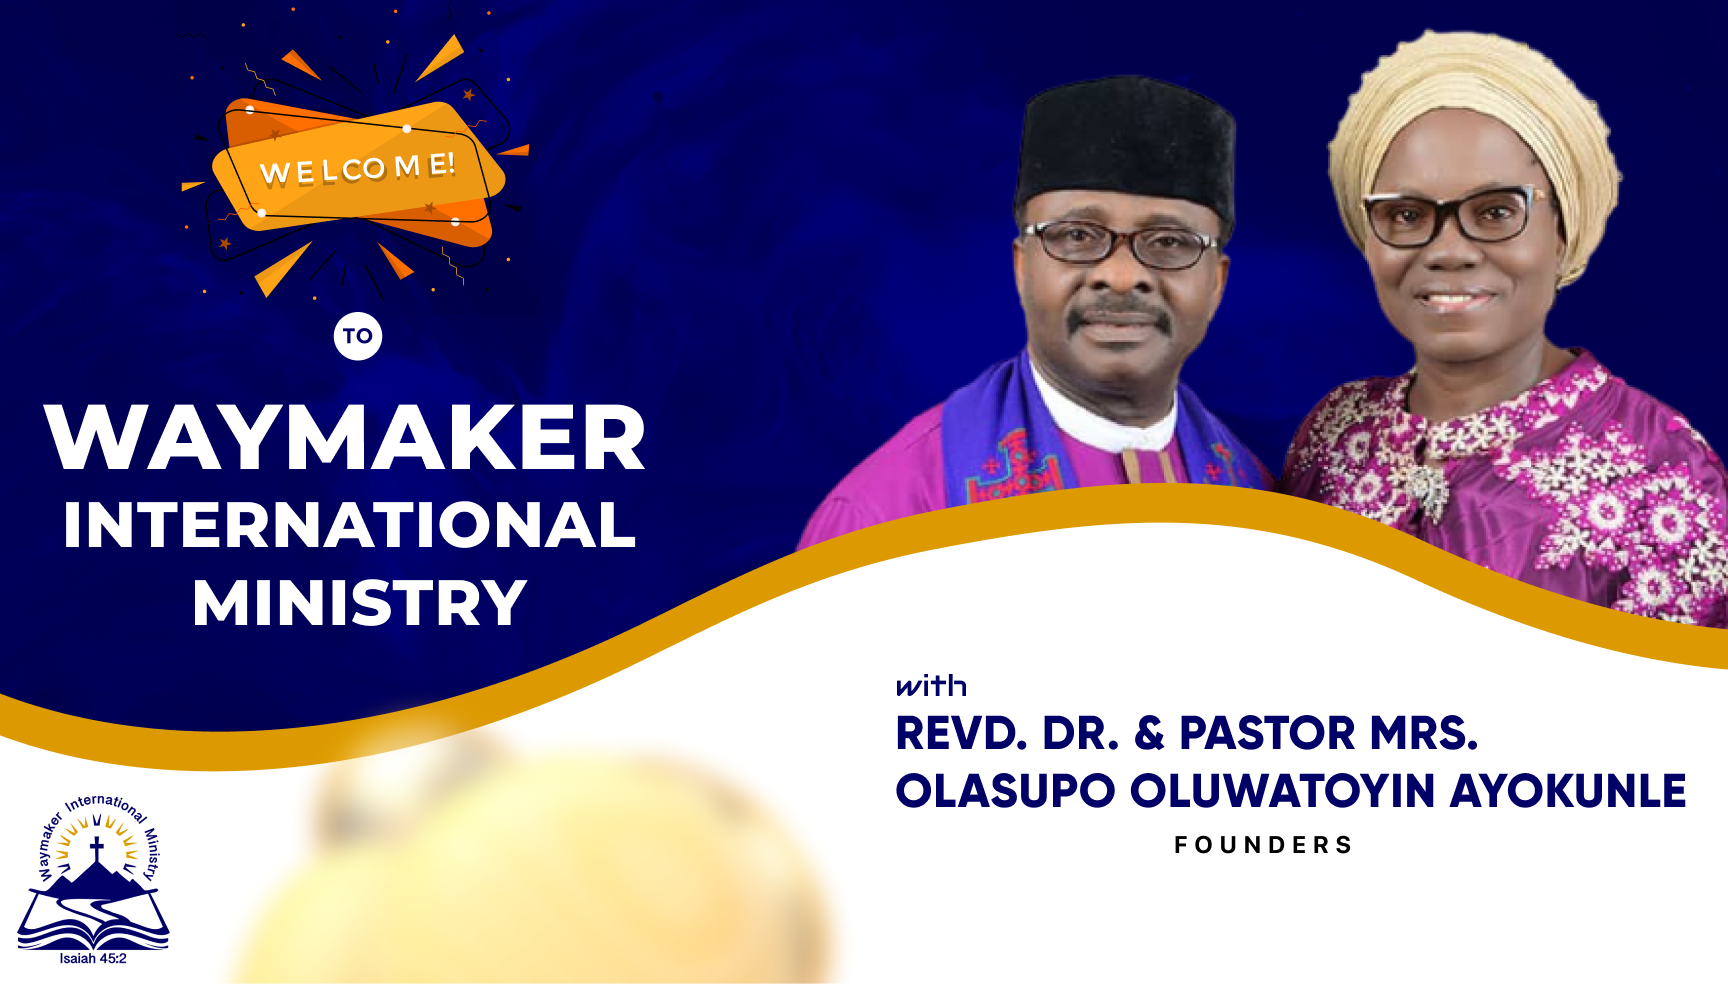 WELCOME!
TO
WAYMAKER
INTERNATIONAL
MINISTRY
with
REVD. DR. & PASTOR MRS.
OLASUPO OLUWATOYIN AYOKUNLE
FOUNDERS
Waymaker International Ministry
Isaiah 45:2